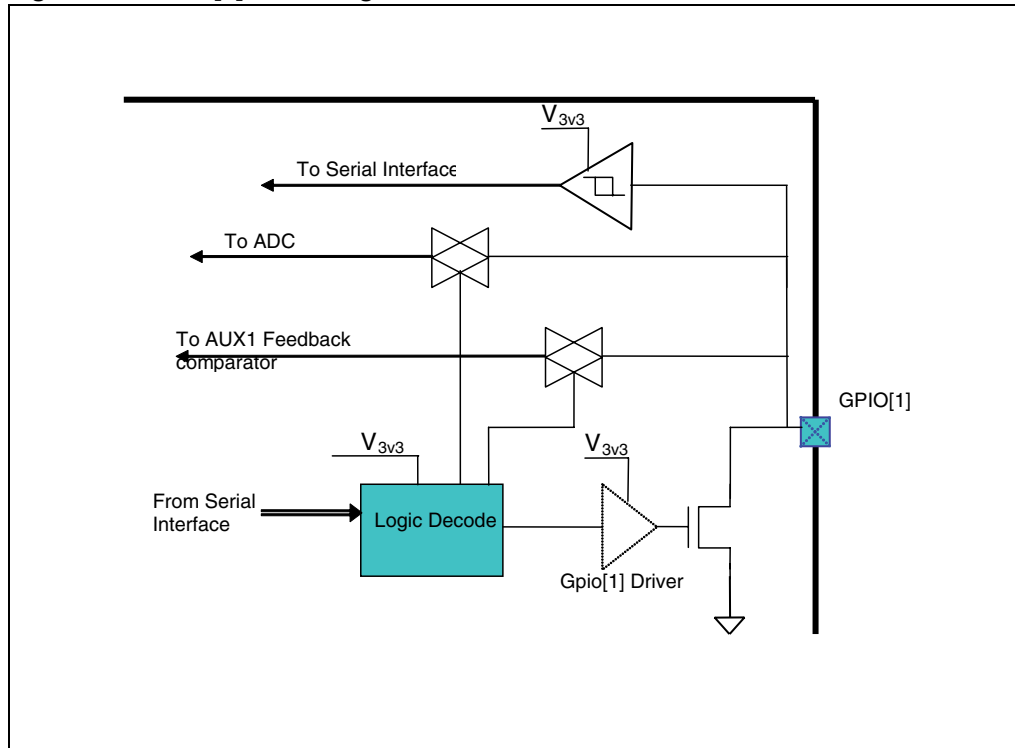 V3v3
To Serial Interface
To ADC
To AUX1 Feedback
comparator
GPIO[1]
V3v3
V3v3
From Serial
Interface
Logic Decode
Gpio[1] Driver